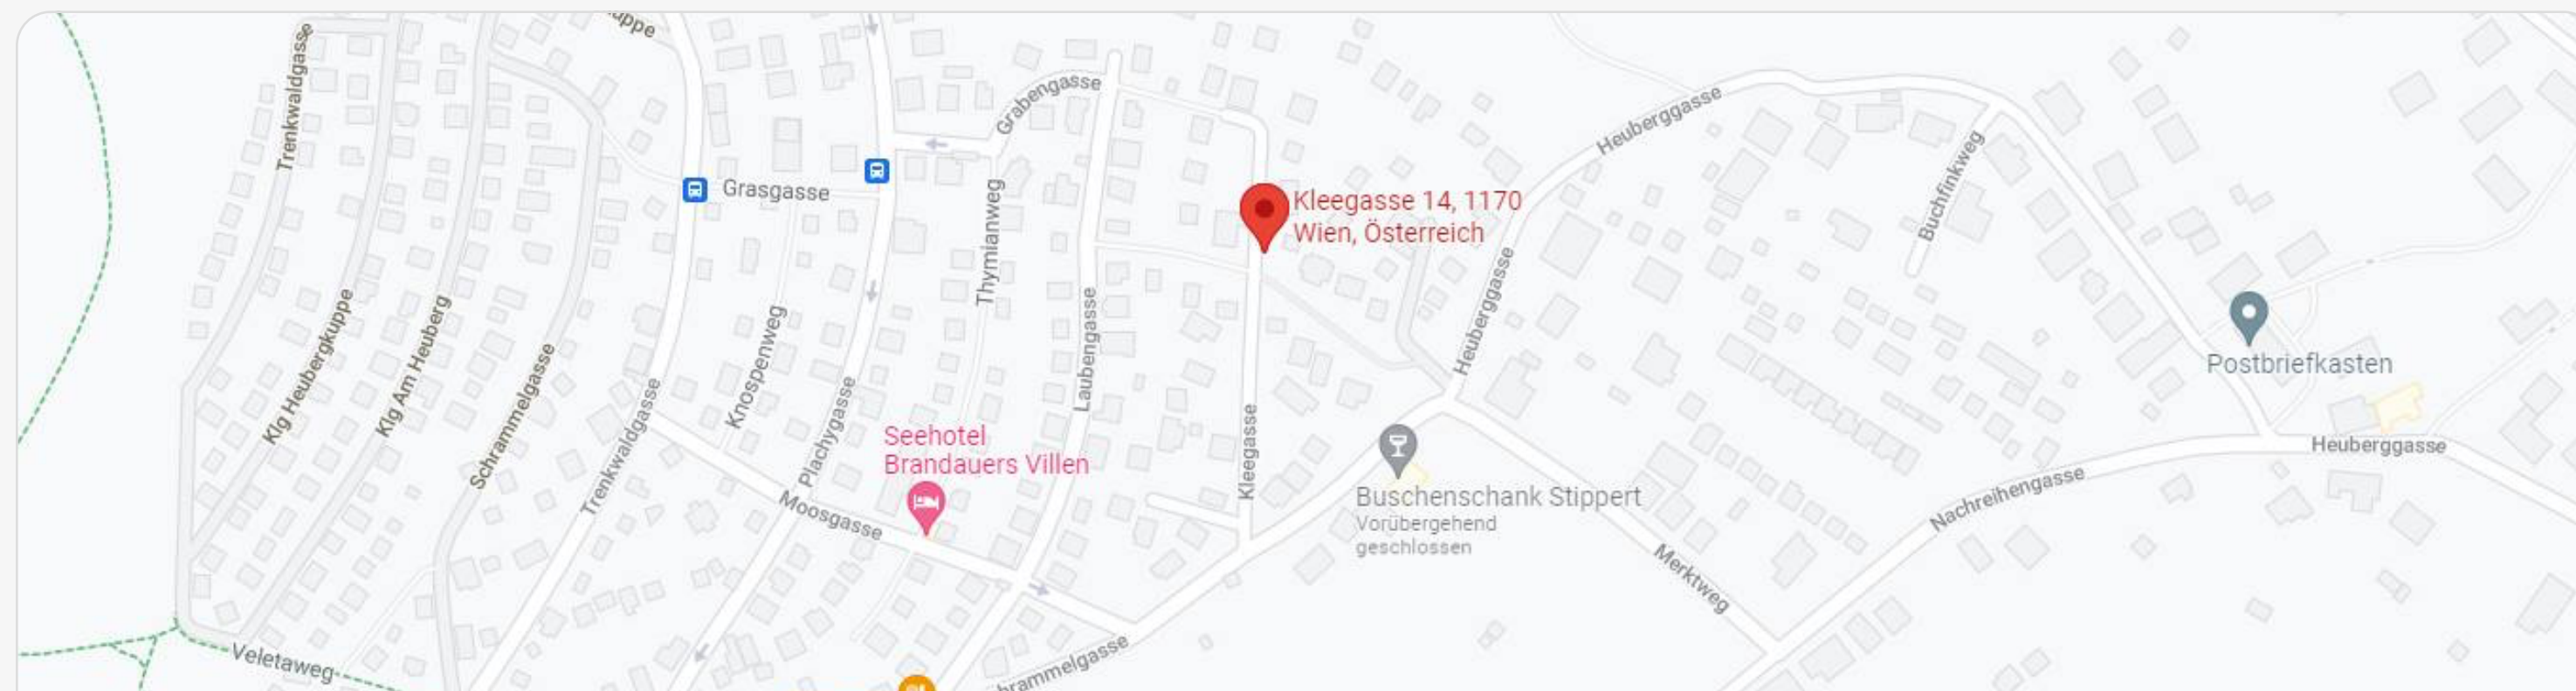 Trenkwaldgasse
Grabengasse
Heuberggasse
Buchfinkweg
Grasgasse
Thymianweg
Kleegasse 14, 1170
Wien, Österreich
Klg Heubergkuppe
Klg Am Heuberg
Schrammelgasse
Trenkwaldgasse
Knospenweg
Plachygasse
Laubengasse
Heuberggasse
Postbriefkasten
Seehotel
Brandauers Villen
Kleegasse
Heuberggasse
Moosgasse
Buschenschank Stippert
Vorübergehend
geschlossen
Nachreihengasse
Merktweg
Veletaweg